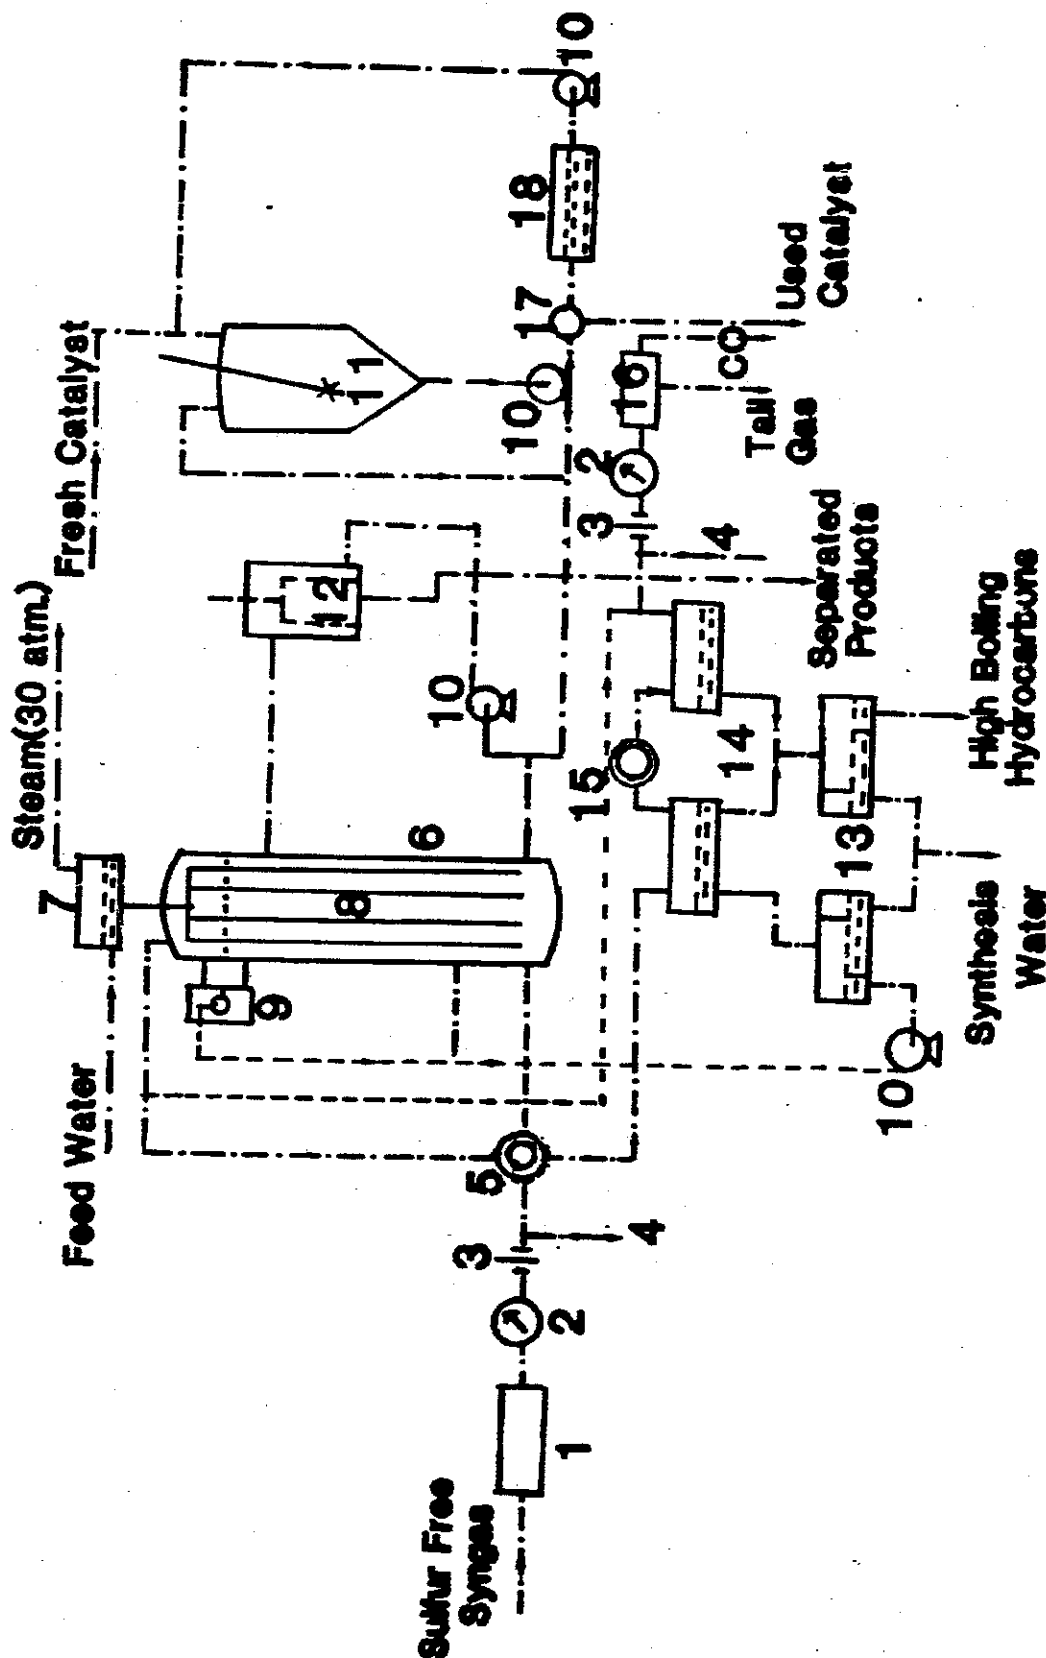 Sulfur Free
Syngas
1
2
3
4
5
Feed Water
7
Steam(30 atm.)
9
8
6
10
12
Fresh Catalyst
11
10
10
17
18
Used
Catalyst
16
CO
Tail
Gas
2
3
4
Separated
Products
15
14
13
High Boiling
Hydrocarbons
Synthesis
Water
10